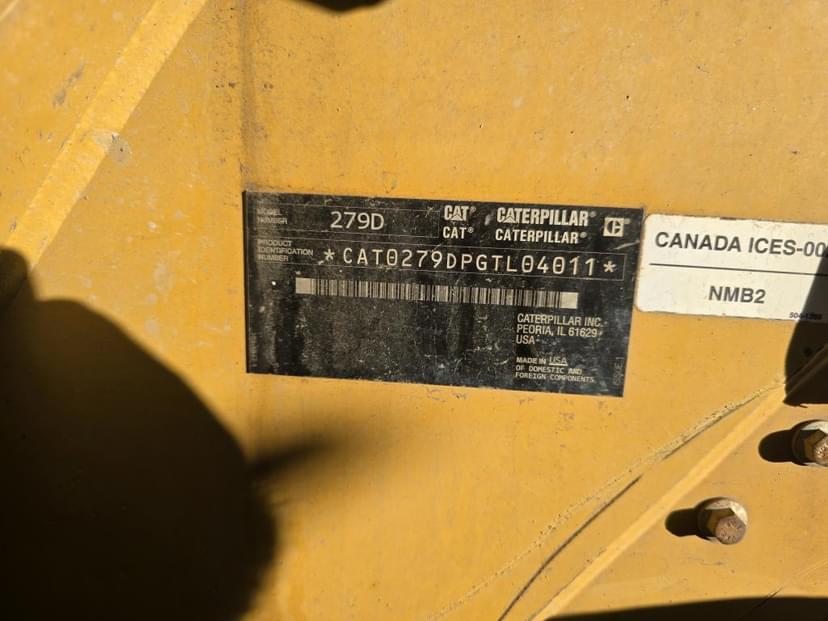 MODEL NUMBER 279D CAT® CATERPILLAR®
CAT® CATERPILLAR®
PRODUCT IDENTIFICATION NUMBER *CAT0279DPGTL04011*
CATERPILLAR INC.
PEORIA, IL 61629
USA
MADE IN USA
OF DOMESTIC AND
FOREIGN COMPONENTS
CANADA ICES-00
NMB2